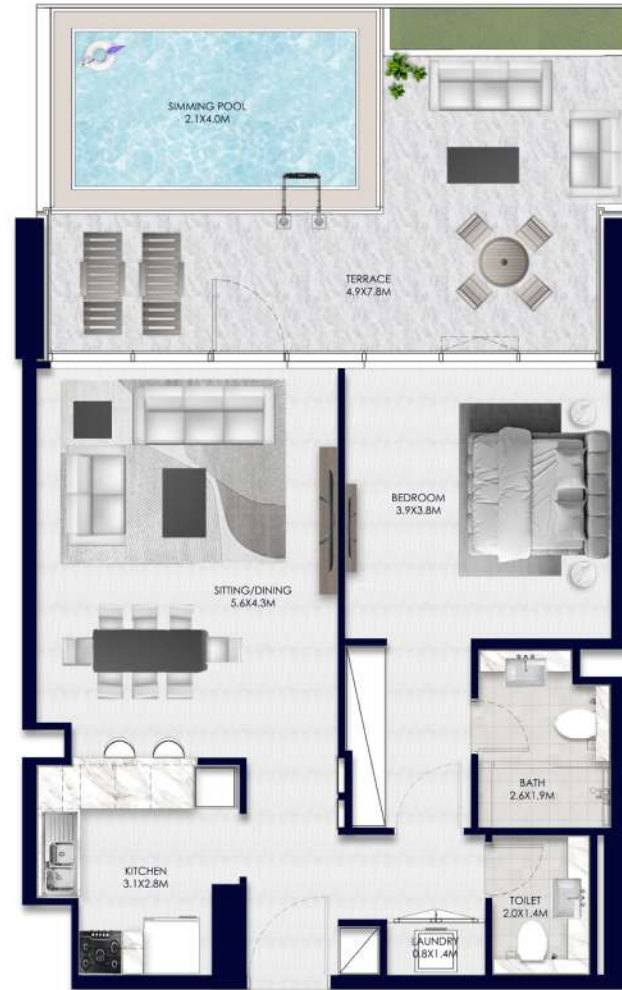 SIMMING POOL
2.1X4.0M
TERRACE
4.9X7.8M
BEDROOM
3.9X3.8M
SITTING/DINING
5.6X4.3M
BATH
2.6X1.9M
KITCHEN
3.1X2.8M
TOILET
2.0X1.4M
LAUNDRY
0.8X1.4M